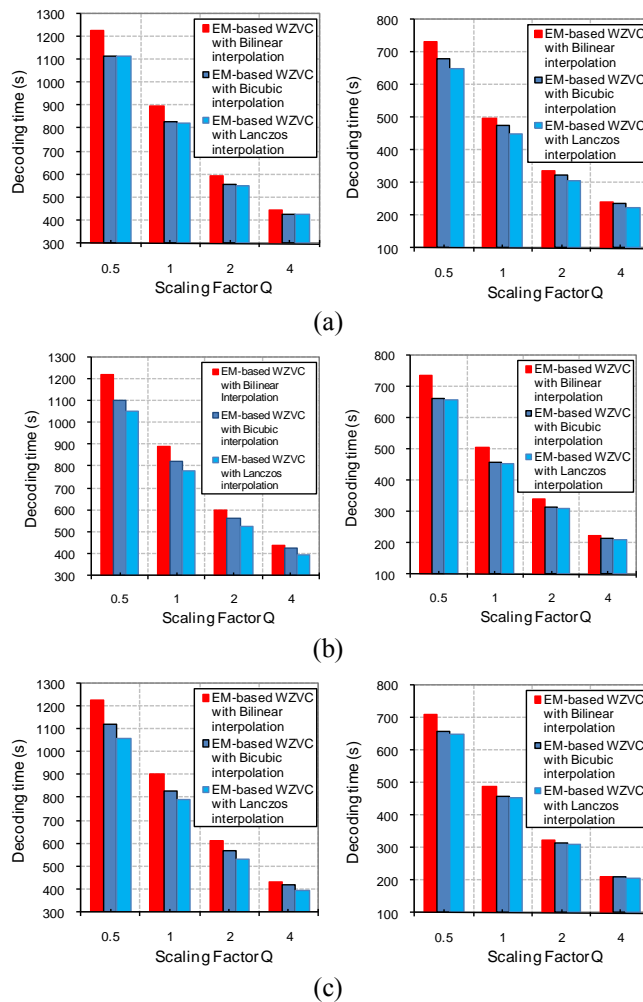 1300
1200
1100
1000
900
800
700
600
500
400
300
Decoding time (s)
0.5 1 2 4
Scaling Factor Q
EM-based WZVC
with Bilinear
interpolation
EM-based WZVC
with Bicubic
interpolation
EM-based WZVC
with Lanczos
interpolation
800
700
600
500
400
300
200
100
Decoding time (s)
0.5 1 2 4
Scaling Factor Q
EM-based WZVC
with Bilinear
interpolation
EM-based WZVC
with Bicubic
interpolation
EM-based WZVC
with Lanczos
interpolation
(a)
1300
1200
1100
1000
900
800
700
600
500
400
300
Decoding time (s)
0.5 1 2 4
Scaling Factor Q
EM-based WZVC
with Bilinear
Interpolation
EM-based WZVC
with Bicubic
interpolation
EM-based WZVC
with Lanczos
interpolation
800
700
600
500
400
300
200
100
Decoding time (s)
0.5 1 2 4
Scaling Factor Q
EM-based WZVC
with Bilinear
interpolation
EM-based WZVC
with Bicubic
interpolation
EM-based WZVC
with Lanczos
interpolation
(b)
1300
1200
1100
1000
900
800
700
600
500
400
300
Decoding time (s)
0.5 1 2 4
Scaling Factor Q
EM-based WZVC
with Bilinear
interpolation
EM-based WZVC
with Bicubic
interpolation
EM-based WZVC
with Lanczos
interpolation
800
700
600
500
400
300
200
100
Decoding time (s)
0.5 1 2 4
Scaling Factor Q
EM-based WZVC
with Bilinear
interpolation
EM-based WZVC
with Bicubic
interpolation
EM-based WZVC
with Lanczos
interpolation
(c)